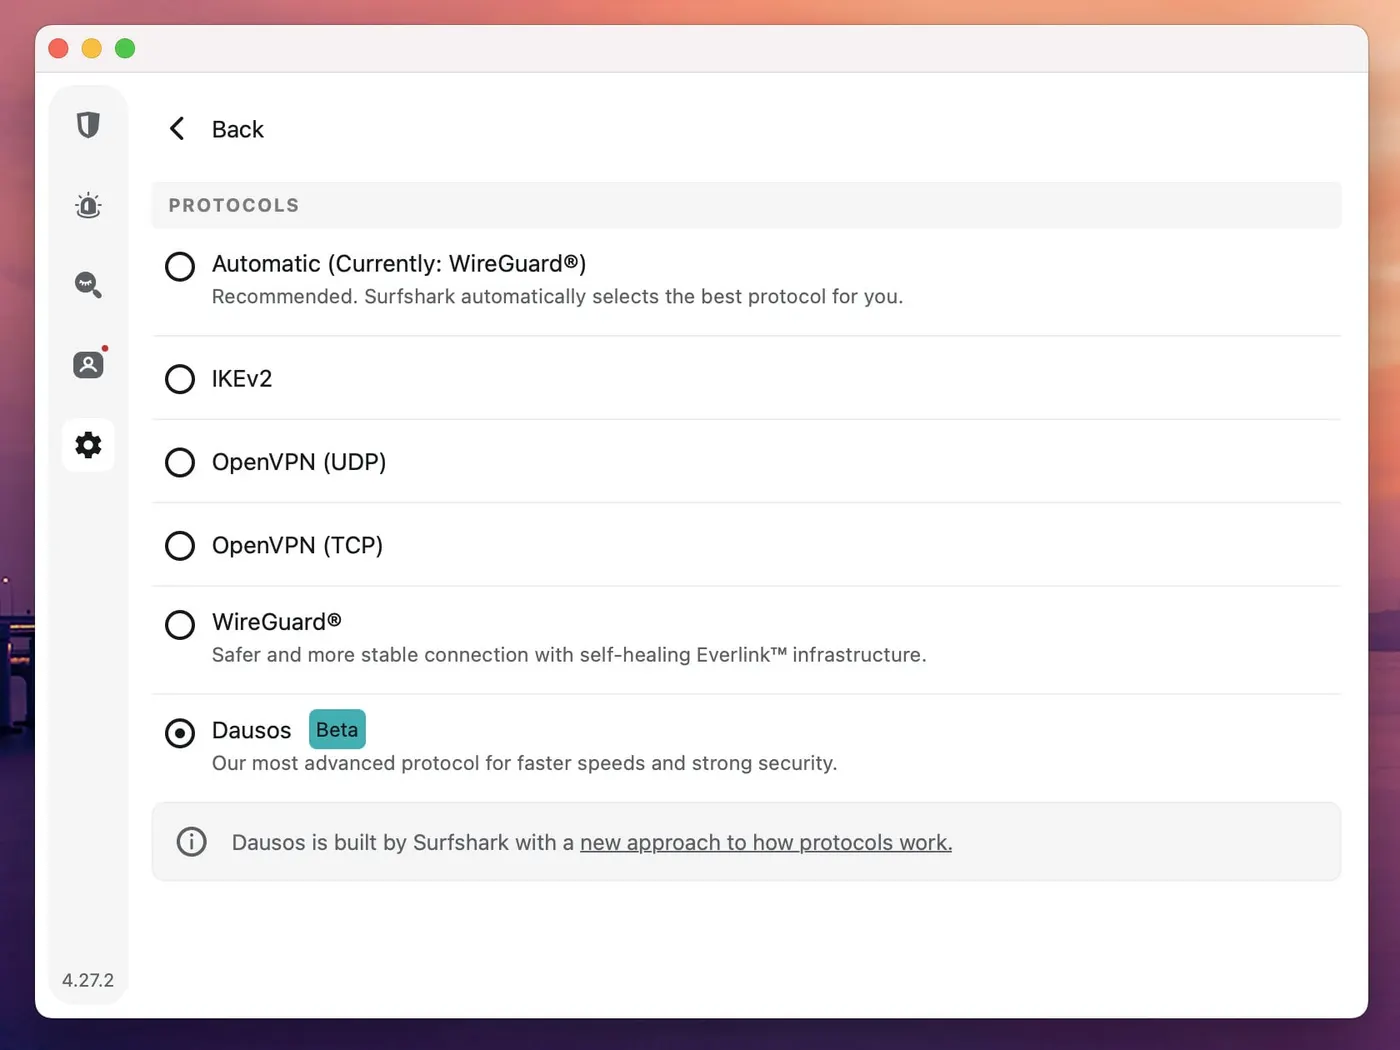 Back
PROTOCOLS
Automatic (Currently: WireGuard®)
Recommended. Surfshark automatically selects the best protocol for you.
IKEv2
OpenVPN (UDP)
OpenVPN (TCP)
WireGuard®
Safer and more stable connection with self-healing Everlink™ infrastructure.
Dausos Beta
Our most advanced protocol for faster speeds and strong security.
Dausos is built by Surfshark with a new approach to how protocols work.
4.27.2